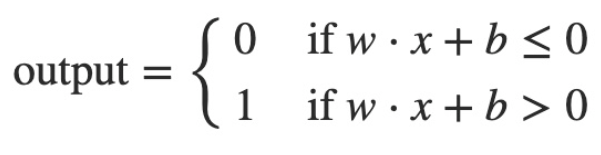 output = { 0 if w · x + b ≤ 0
1 if w · x + b > 0